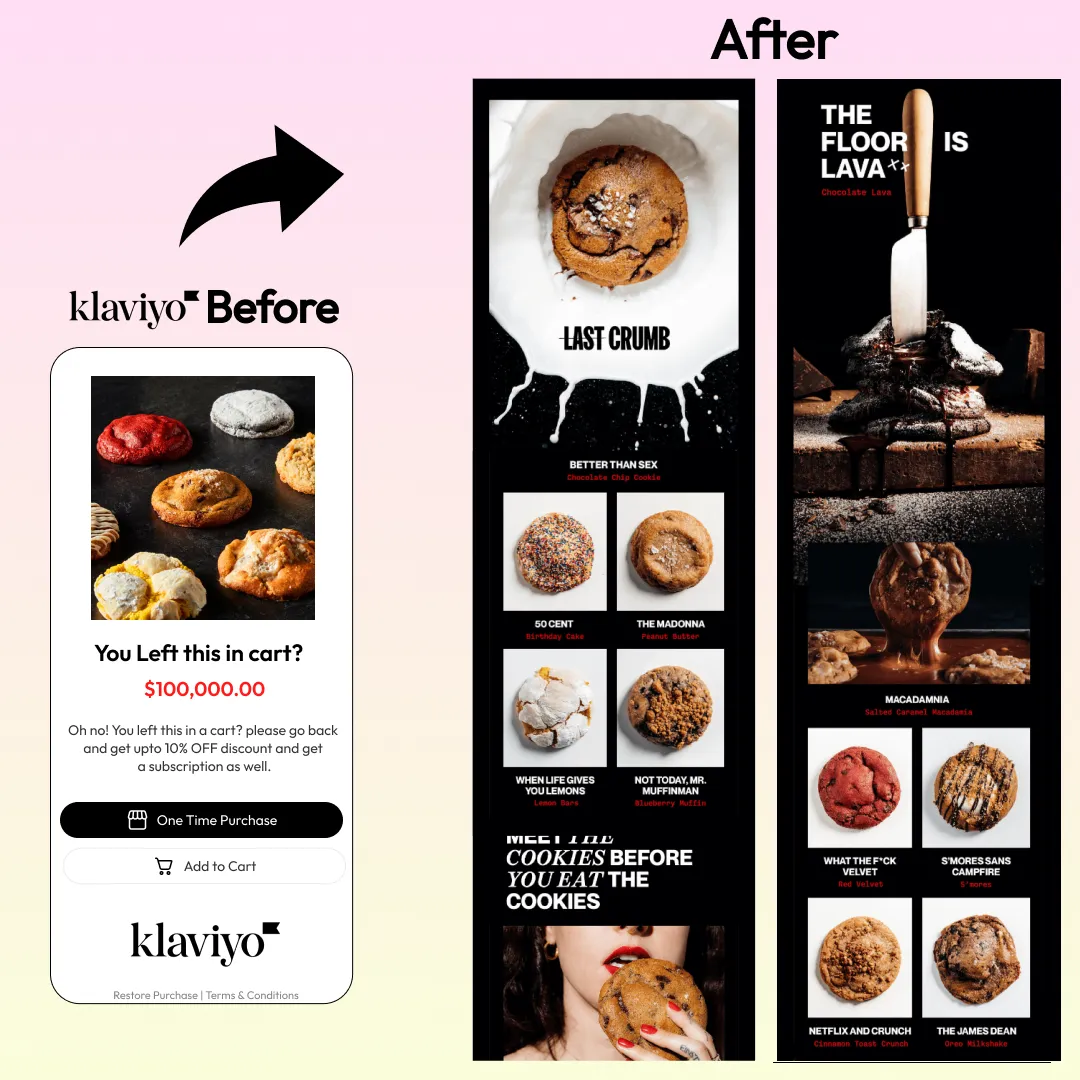 After
klaviyo Before
You Left this in cart?
$100,000.00
Oh no! You left this in a cart? please go back
and get upto 10% OFF discount and get
a subscription as well.
One Time Purchase
Add to Cart
klaviyo
Restore Purchase | Terms & Conditions
LAST CRUMB
BETTER THAN SEX
Chocolate Chip Cookie
50 CENT
Birthday Cake
THE MADONNA
Peanut Butter
WHEN LIFE GIVES
YOU LEMONS
Lemon Bars
NOT TODAY, MR.
MUFFINMAN
Blueberry Muffin
MEET THE
COOKIES BEFORE
YOU EAT THE
COOKIES
THE
FLOOR IS
LAVA××
Chocolate Lava
MACADAMNIA
Salted Caramel Macadamia
WHAT THE F*CK
VELVET
Red Velvet
S'MORES SANS
CAMPFIRE
S'mores
NETFLIX AND CRUNCH
Cinnamon Toast Crunch
THE JAMES DEAN
Oreo Milkshake